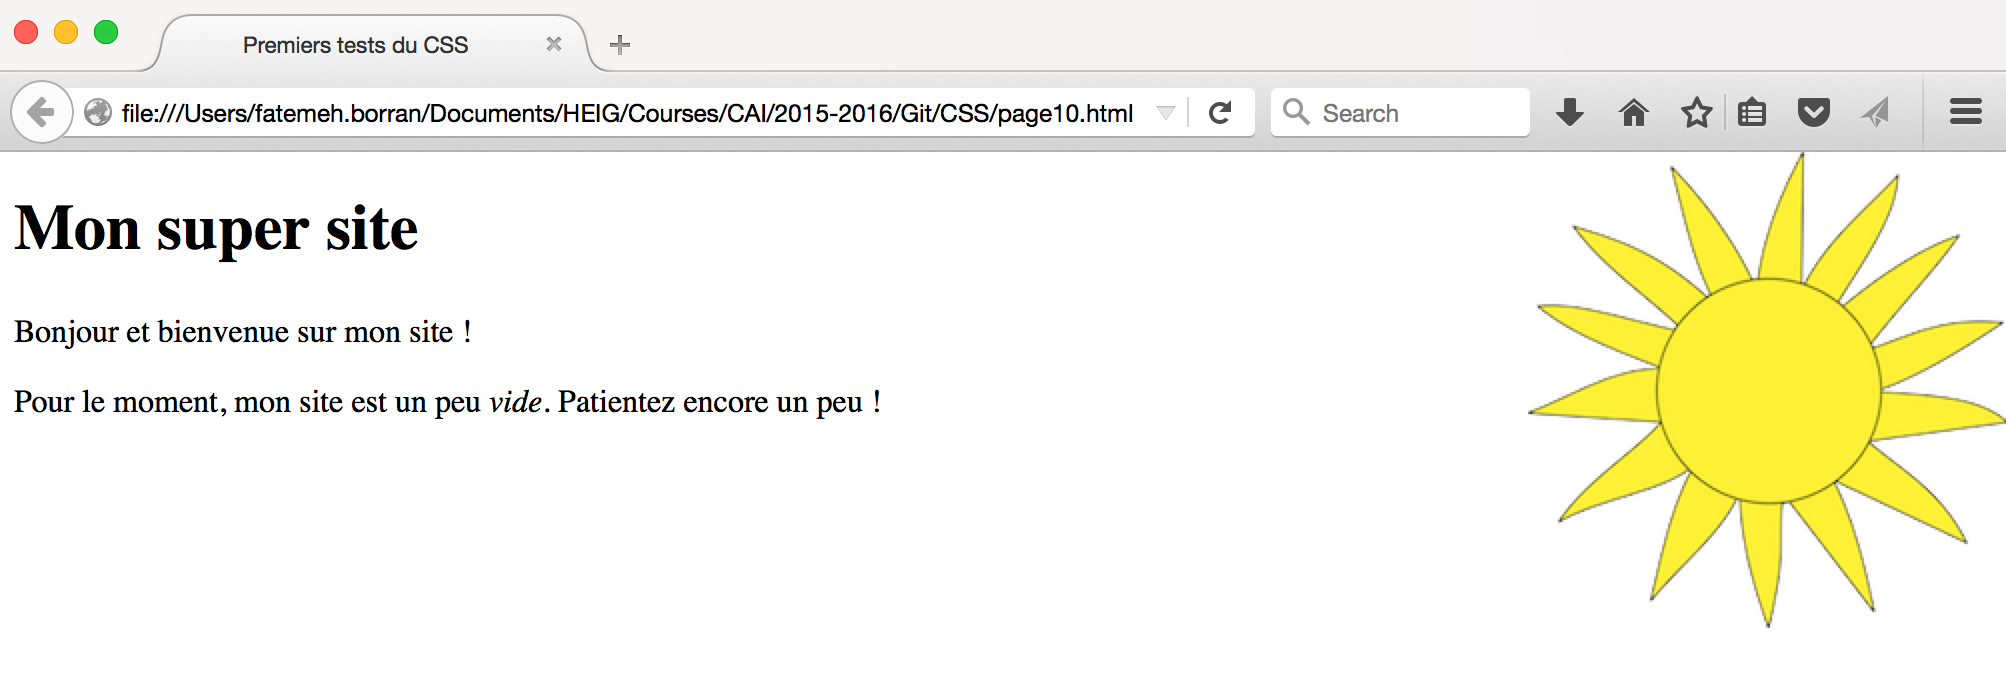 Premiers tests du CSS
file:///Users/fatemeh.borran/Documents/HEIG/Courses/CAI/2015-2016/Git/CSS/page10.html
Search
Mon super site
Bonjour et bienvenue sur mon site !
Pour le moment, mon site est un peu vide. Patientez encore un peu !